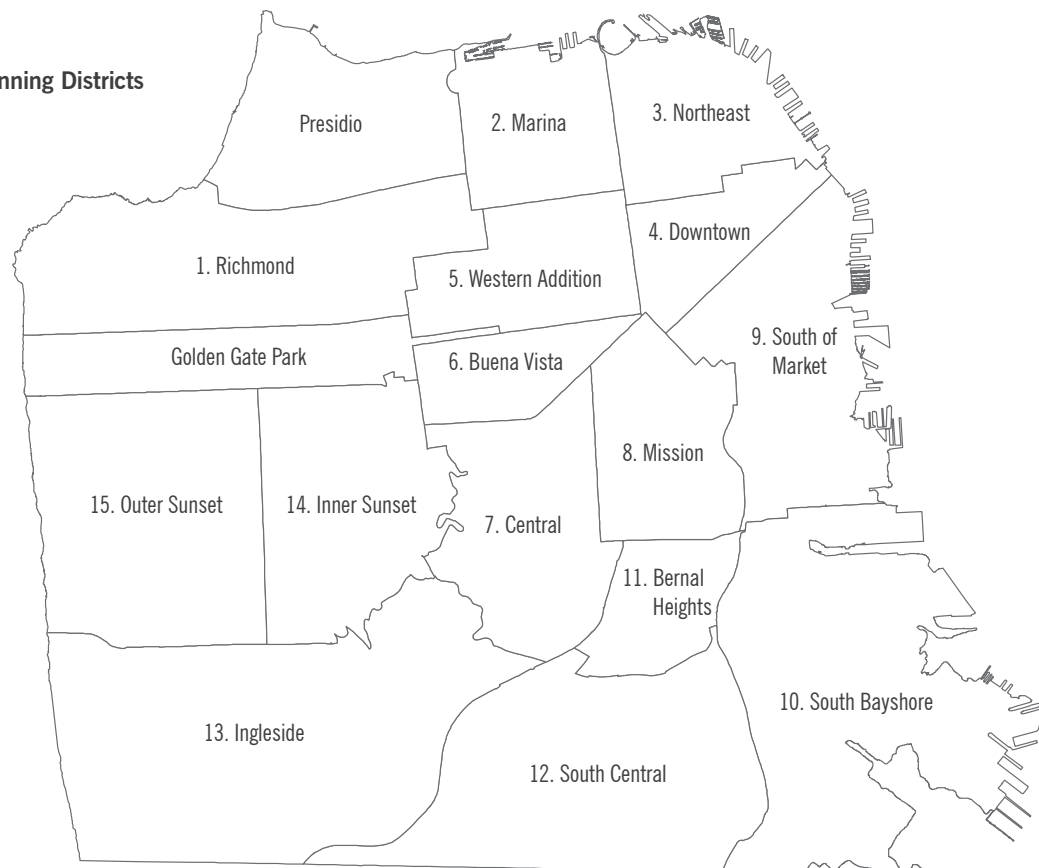 nning Districts
Presidio
2. Marina
3. Northeast
4. Downtown
1. Richmond
5. Western Addition
9. South of
Market
Golden Gate Park
6. Buena Vista
8. Mission
15. Outer Sunset
14. Inner Sunset
7. Central
11. Bernal
Heights
10. South Bayshore
13. Ingleside
12. South Central